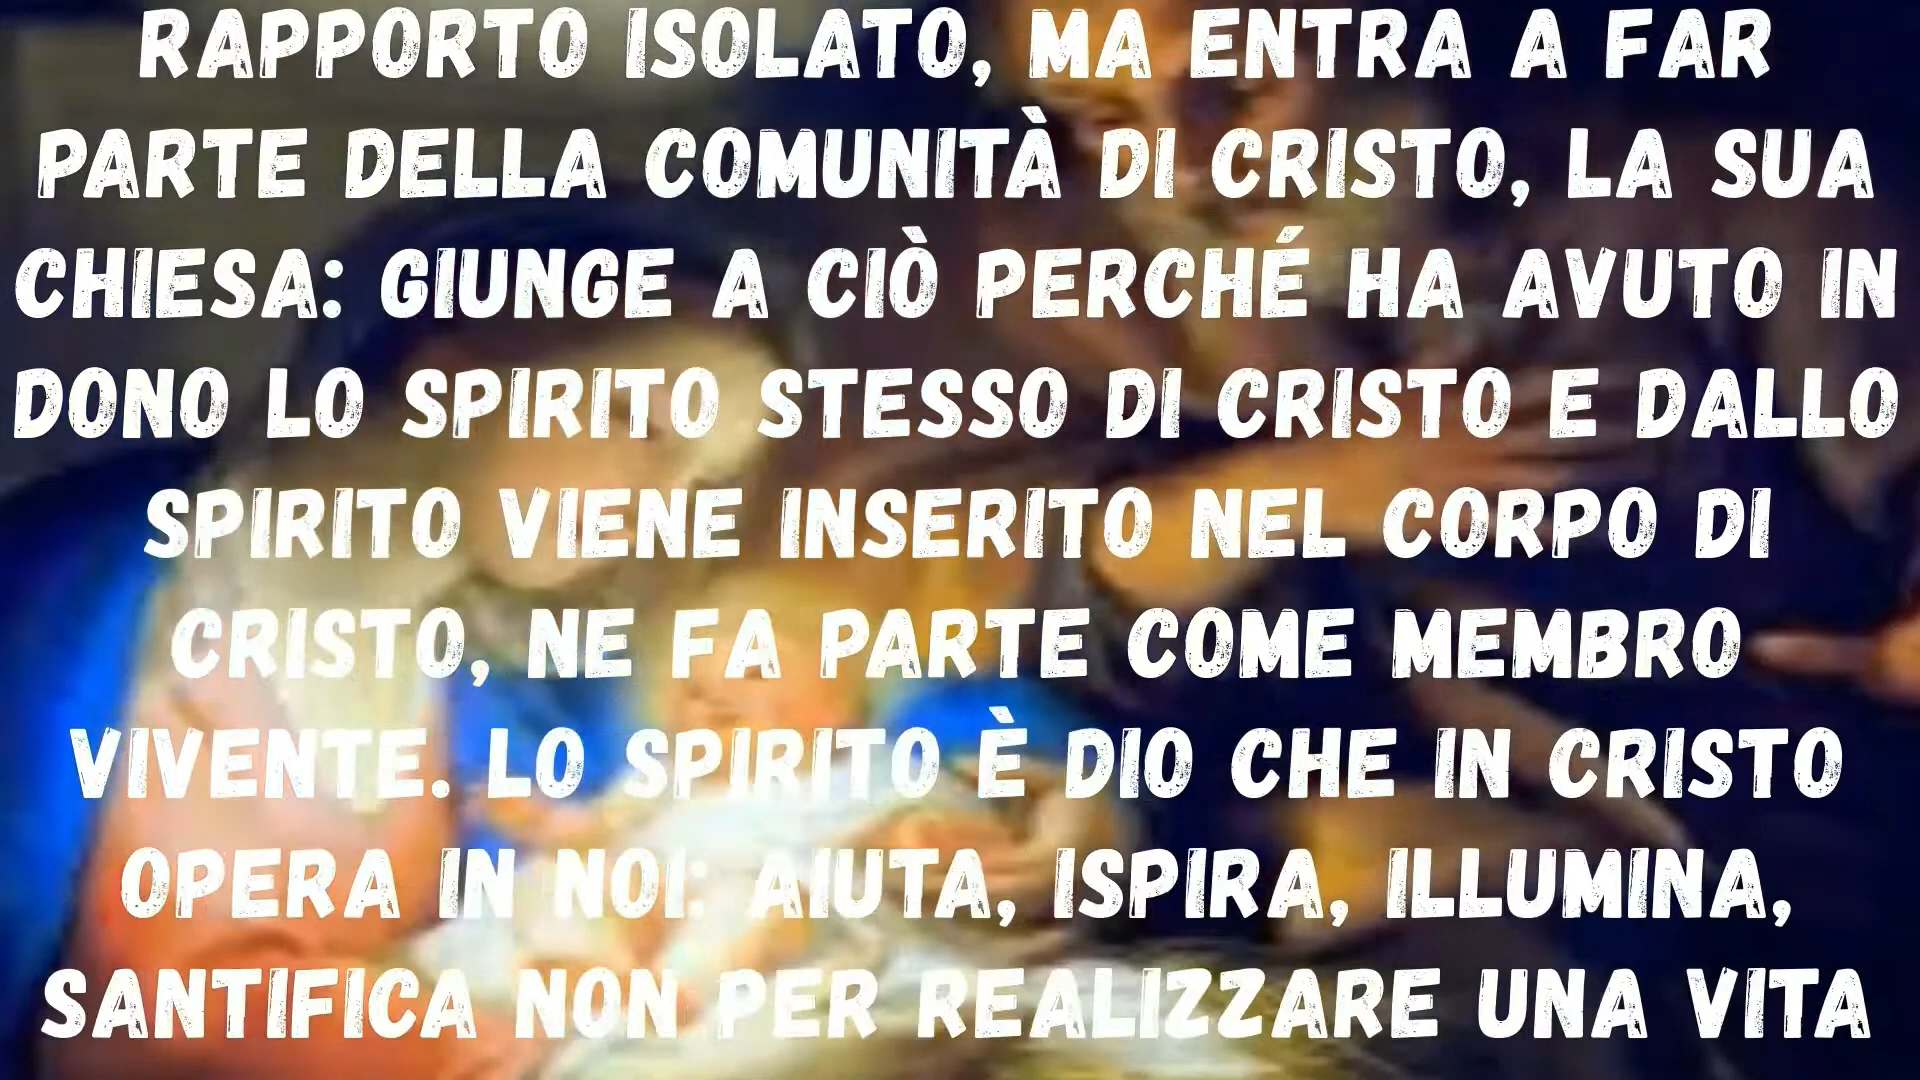 RAPPORTO ISOLATO, MA ENTRA A FAR
PARTE DELLA COMUNITÀ DI CRISTO, LA SUA
CHIESA: GIUNGE A CIÒ PERCHÉ HA AVUTO IN
DONO LO SPIRITO STESSO DI CRISTO E DALLO
SPIRITO VIENE INSERITO NEL CORPO DI
CRISTO, NE FA PARTE COME MEMBRO
VIVENTE. LO SPIRITO È DIO CHE IN CRISTO
OPERA IN NOI: AIUTA, ISPIRA, ILLUMINA,
SANTIFICA NON PER REALIZZARE UNA VITA